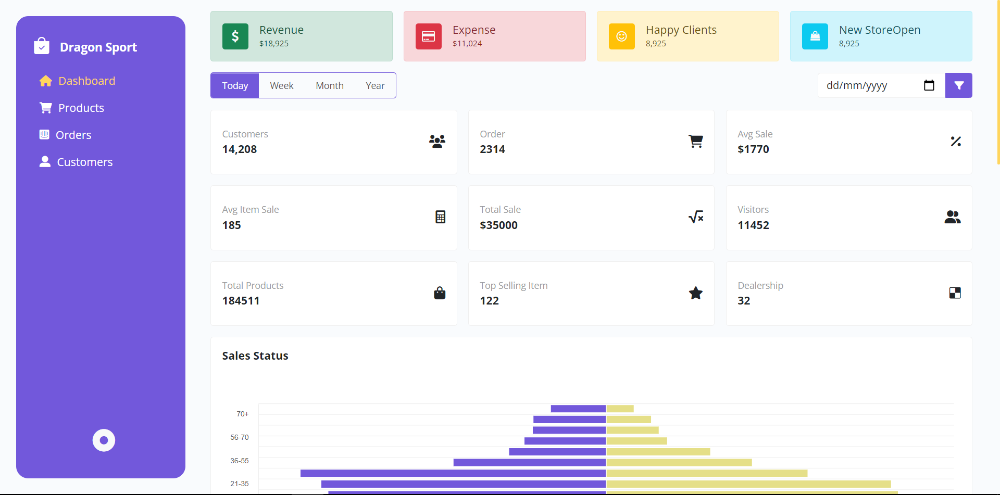 Dragon Sport
Dashboard
Products
Orders
Customers
Revenue
$18,925
Expense
$11,024
Happy Clients
8,925
New StoreOpen
8,925
Today Week Month Year
dd/mm/yyyy
Customers
14,208
Order
2314
Avg Sale
$1770
Avg Item Sale
185
Total Sale
$35000
Visitors
11452
Total Products
184511
Top Selling Item
122
Dealership
32
Sales Status
70+
56-70
36-55
21-35